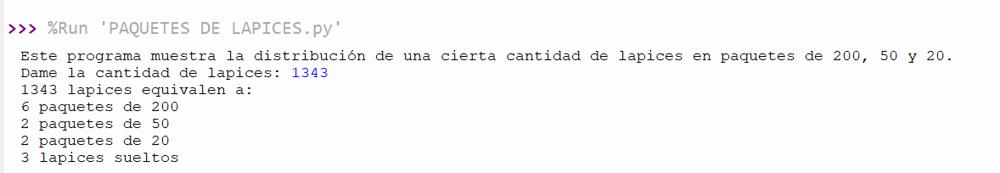 >>> %Run 'PAQUETES DE LAPICES.py'
Este programa muestra la distribución de una cierta cantidad de lapices en paquetes de 200, 50 y 20.
Dame la cantidad de lapices: 1343
1343 lapices equivalen a:
6 paquetes de 200
2 paquetes de 50
2 paquetes de 20
3 lapices sueltos